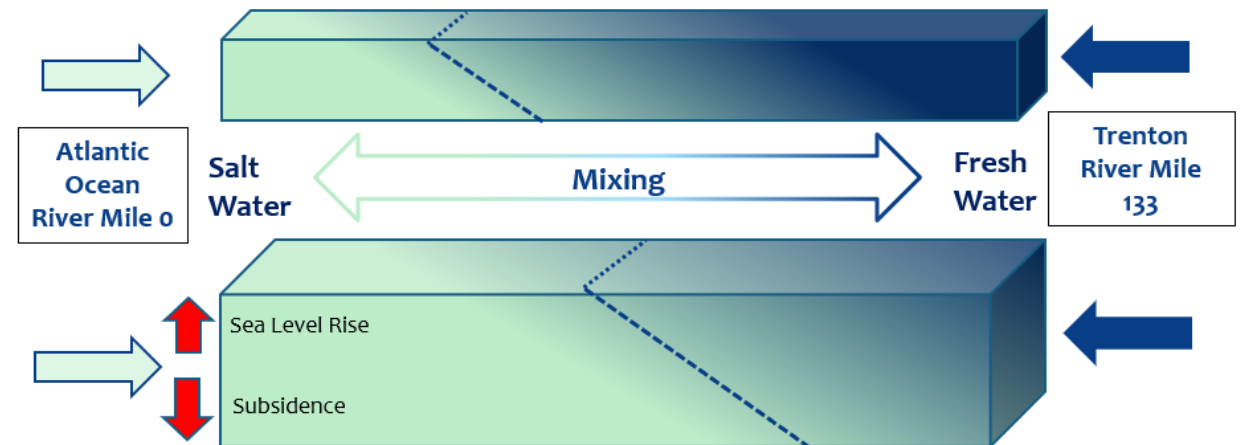 Atlantic
Ocean
River Mile 0
Salt
Water
Mixing
Fresh
Water
Trenton
River Mile
133
Sea Level Rise
Subsidence